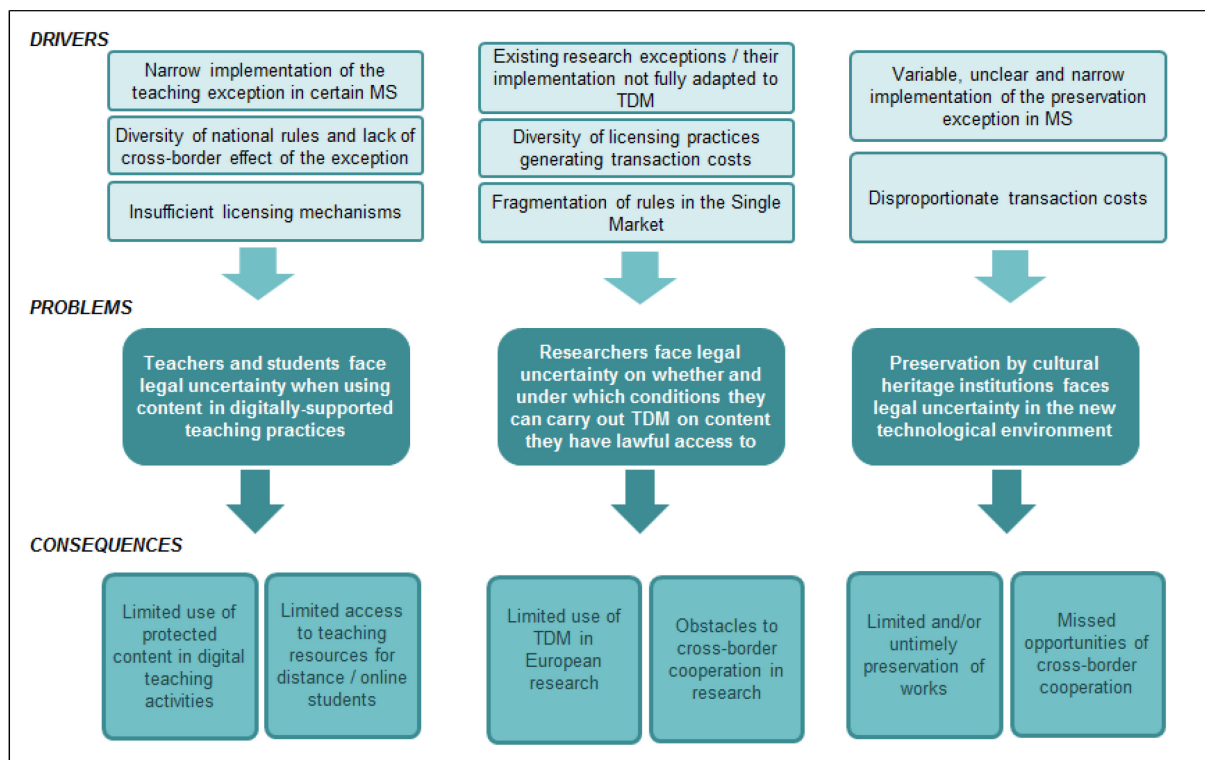 DRIVERS
Narrow implementation of the
teaching exception in certain MS
Diversity of national rules and lack of
cross-border effect of the exception
Insufficient licensing mechanisms
Existing research exceptions / their
implementation not fully adapted to
TDM
Diversity of licensing practices
generating transaction costs
Fragmentation of rules in the Single
Market
Variable, unclear and narrow
implementation of the preservation
exception in MS
Disproportionate transaction costs
PROBLEMS
Teachers and students face
legal uncertainty when using
content in digitally-supported
teaching practices
Researchers face legal
uncertainty on whether and
under which conditions they
can carry out TDM on content
they have lawful access to
Preservation by cultural
heritage institutions faces
legal uncertainty in the new
technological environment
CONSEQUENCES
Limited use of
protected
content in digital
teaching
activities
Limited access
to teaching
resources for
distance / online
students
Limited use of
TDM in
European
research
Obstacles to
cross-border
cooperation in
research
Limited and/or
untimely
preservation of
works
Missed
opportunities of
cross-border
cooperation